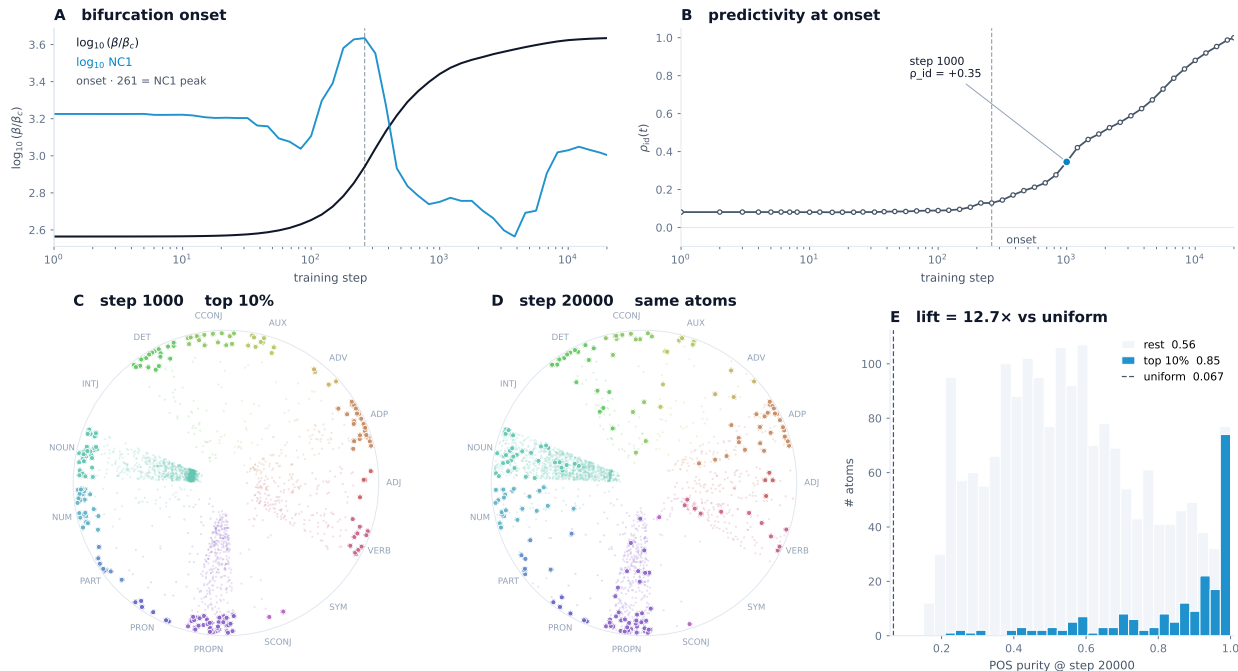 A bifurcation onset
log₁₀ (β/β_c)
log₁₀ NC1
onset · 261 = NC1 peak
log₁₀ (β/β_c)
3.6
3.4
3.2
3.0
2.8
2.6
10⁰ 10¹ 10² 10³ 10⁴
training step
B predictivity at onset
step 1000
ρ_id = +0.35
ρ_id(t)
1.0
0.8
0.6
0.4
0.2
0.0
onset
10⁰ 10¹ 10² 10³ 10⁴
training step
C step 1000 top 10%
CCONJ
AUX
DET
ADV
INTJ
ADP
NOUN
ADJ
NUM
VERB
PART
SYM
PRON
SCONJ
PROPN
D step 20000 same atoms
CCONJ
AUX
DET
ADV
INTJ
ADP
NOUN
ADJ
NUM
VERB
PART
SYM
PRON
SCONJ
PROPN
E lift = 12.7× vs uniform
rest 0.56
top 10% 0.85
uniform 0.067
# atoms
100
80
60
40
20
0
0.2 0.4 0.6 0.8 1.0
POS purity @ step 20000